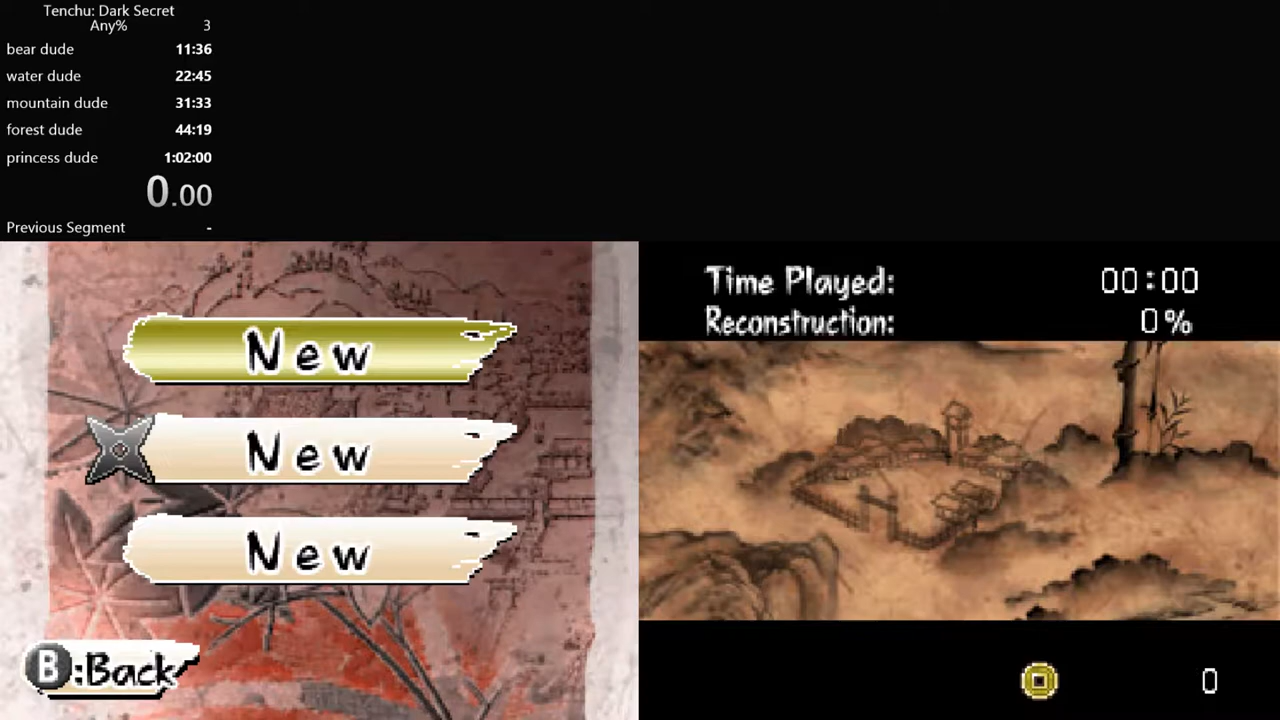 Tenchu: Dark Secret
Any% 3
bear dude 11:36
water dude 22:45
mountain dude 31:33
forest dude 44:19
princess dude 1:02:00
0.00
Previous Segment -
New
New
New
B:Back
Time Played: 00:00
Reconstruction: 0%
0